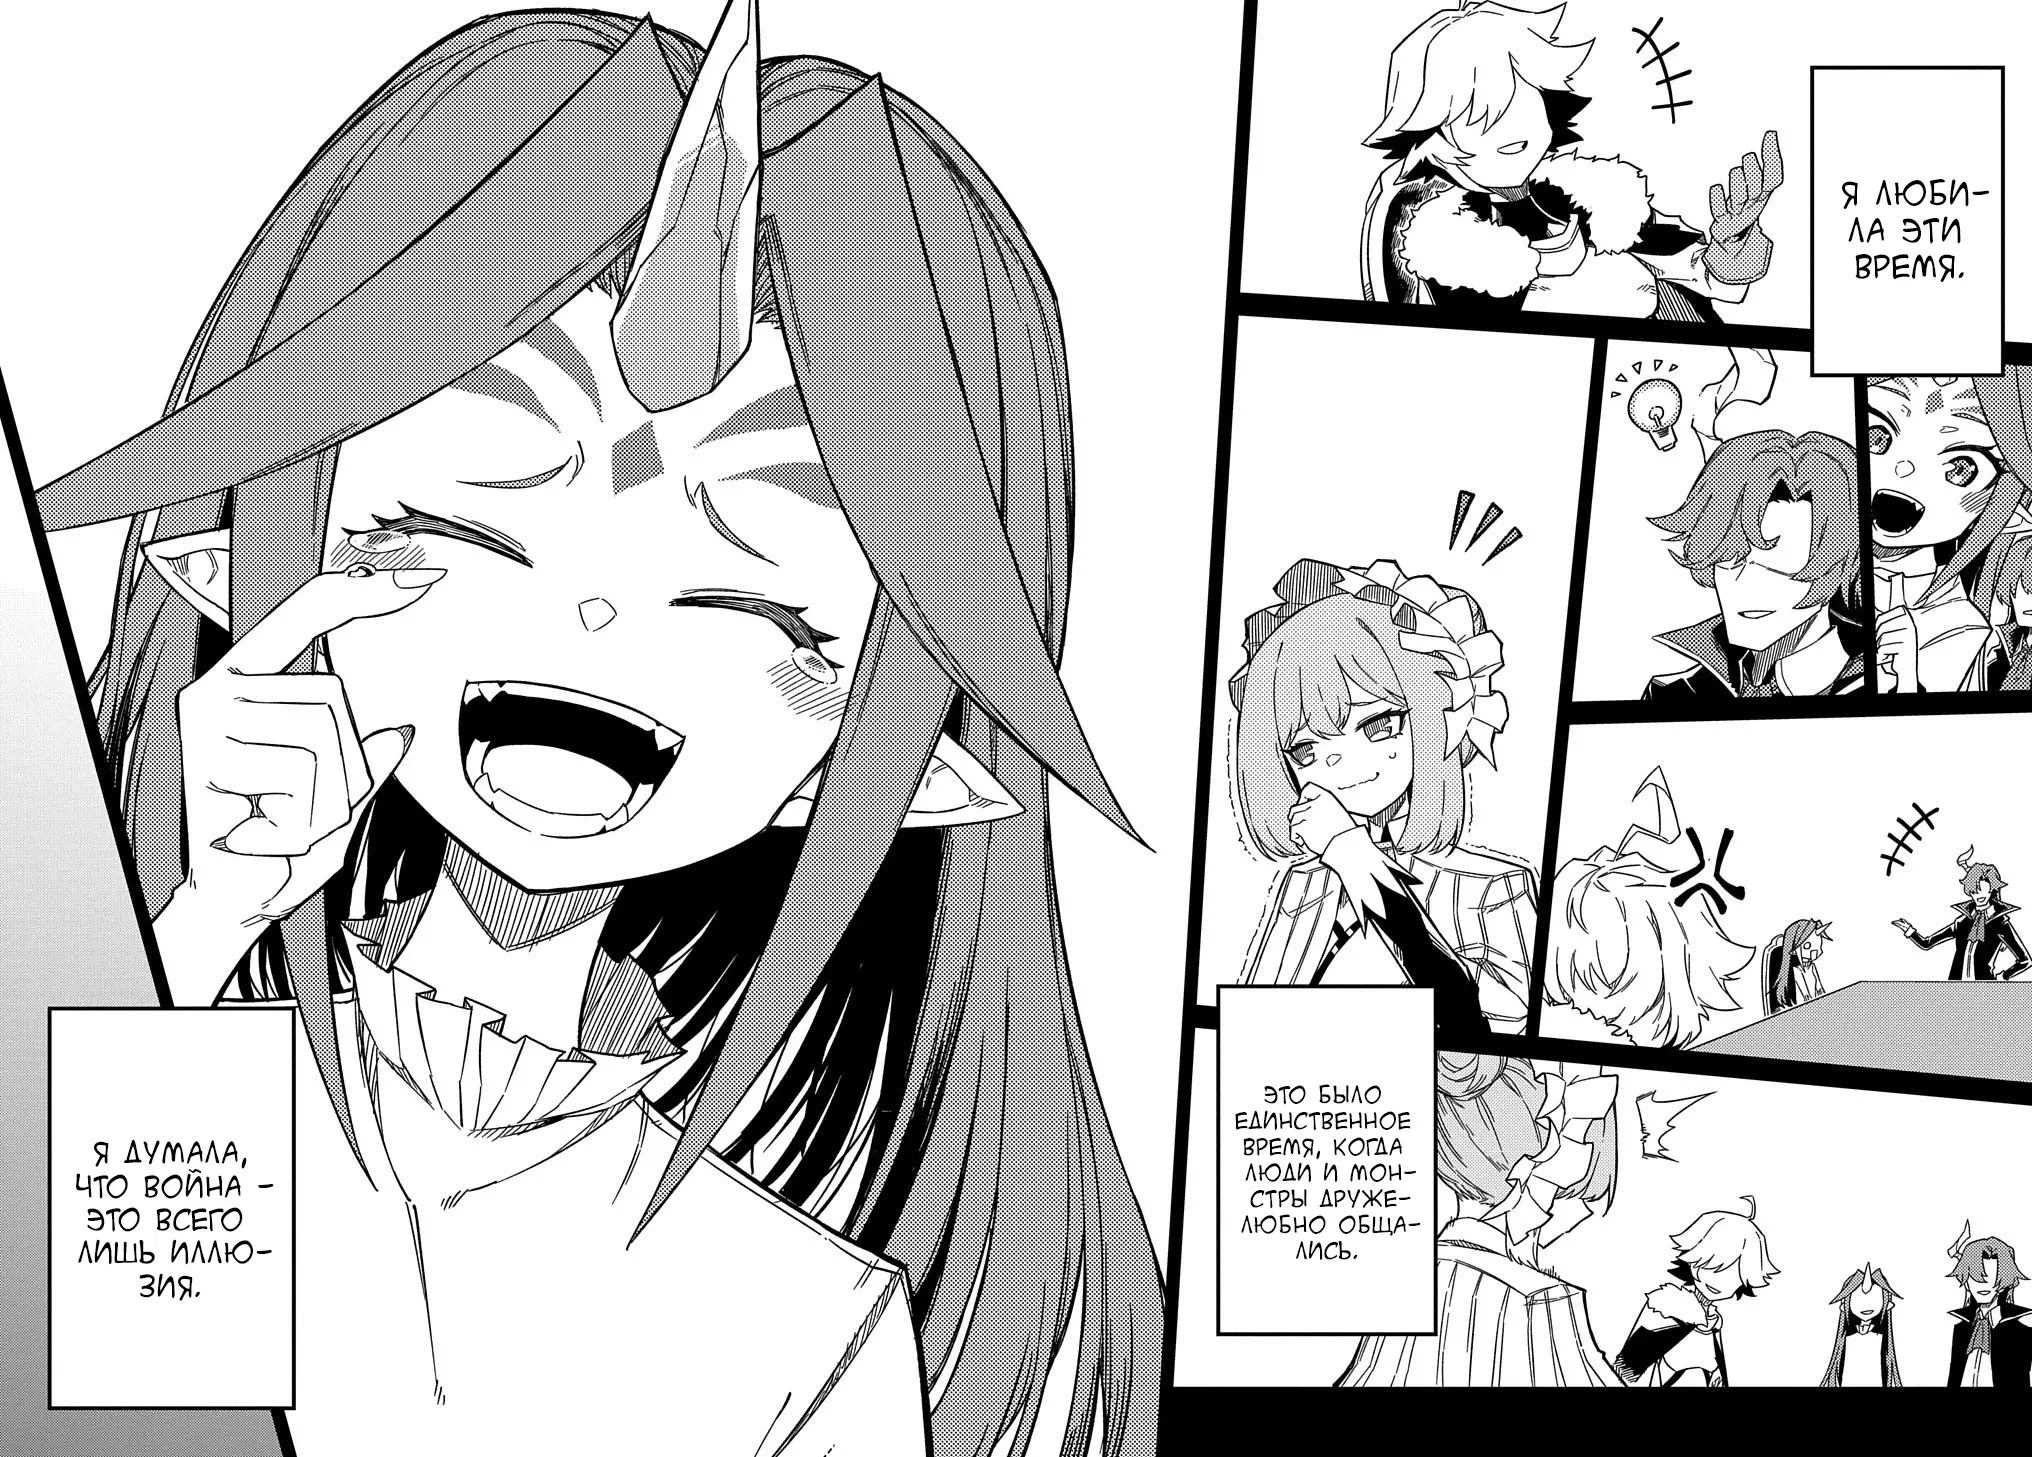 Я ЛЮБИ-
ЛА ЭТИ
ВРЕМЯ.
ЭТО БЫЛО
ЕДИНСТВЕННОЕ
ВРЕМЯ, КОГДА
ЛЮДИ И МОН-
СТРЫ ДРУЖЕ-
ЛЮБНО ОБЩА-
ЛИСЬ.
Я ДУМАЛА,
ЧТО ВОЙНА -
ЭТО ВСЕГО
ЛИШЬ ИЛЛЮ-
ЗИЯ.